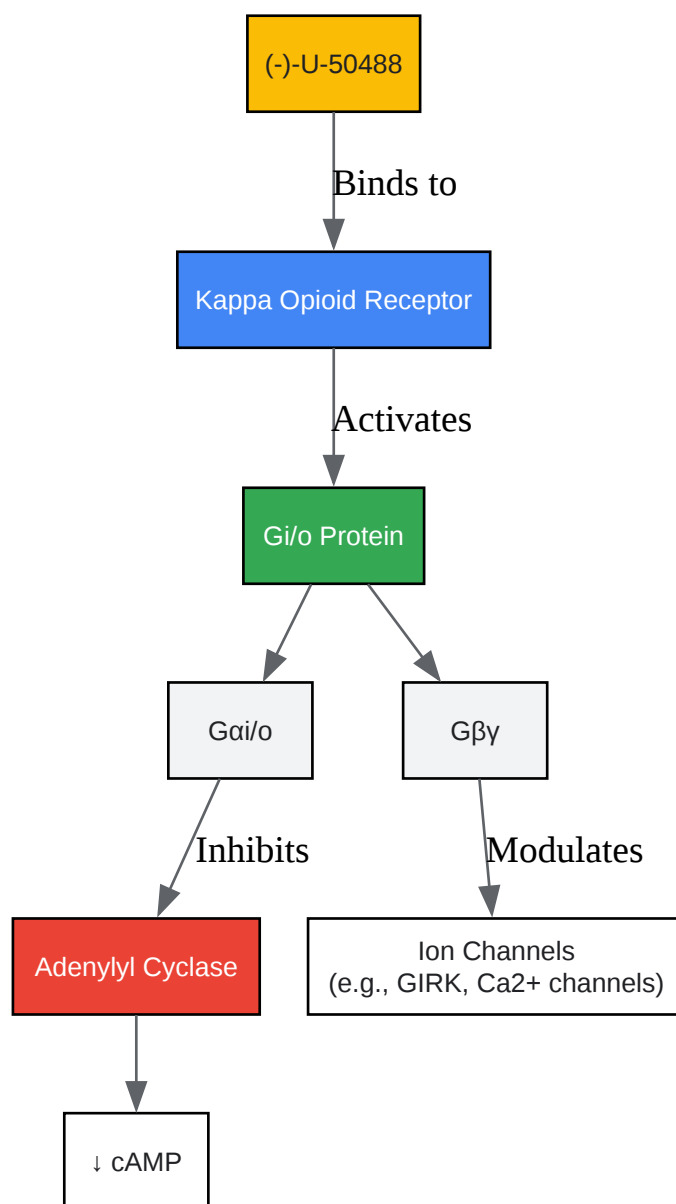 (-)-U-50488
Binds to
Kappa Opioid Receptor
Activates
Gi/o Protein
Gαi/o
Gβγ
Inhibits
Modulates
Adenylyl Cyclase
Ion Channels
(e.g., GIRK, Ca2+ channels)
↓ cAMP